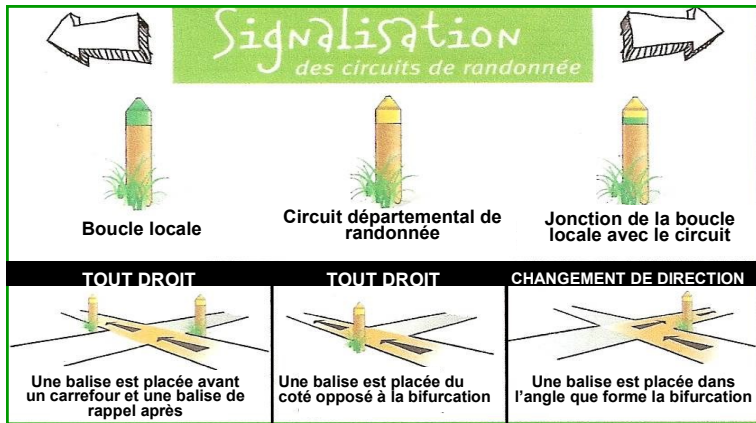 Signalisation
des circuits de randonnée
Boucle locale
Circuit départemental de
randonnée
Jonction de la boucle
locale avec le circuit
TOUT DROIT
TOUT DROIT
CHANGEMENT DE DIRECTION
Une balise est placée avant
un carrefour et une balise de
rappel après
Une balise est placée du
coté opposé à la bifurcation
Une balise est placée dans
l'angle que forme la bifurcation